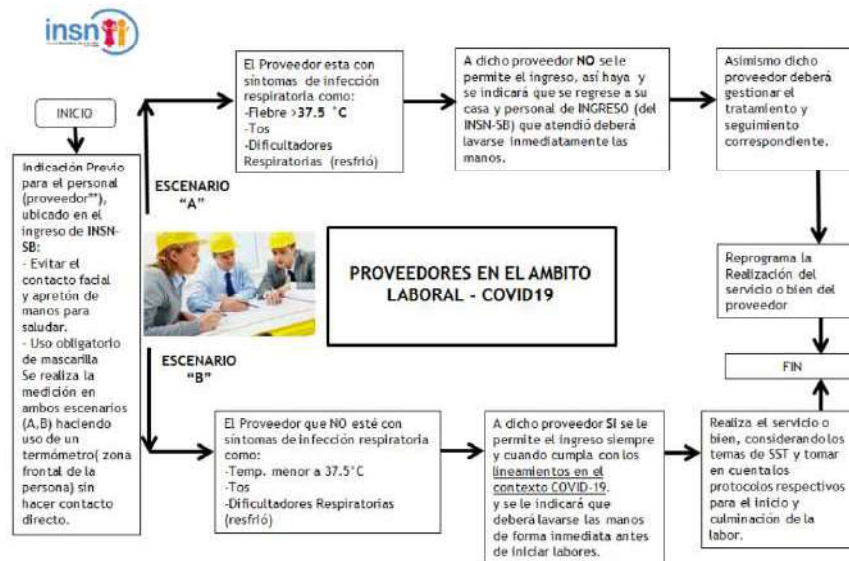 insn
INICIO
Indicación Previo
para el personal
(proveedor**),
ubicado en el
ingreso de INSN-
SB:
- Evitar el
contacto facial
y apretón de
manos para
saludar.
- Uso obligatorio
de mascarilla
Se realiza la
medición en
ambos escenarios
(A,B) haciendo
uso de un
termómetro( zona
frontal de la
persona) sin
hacer contacto
directo.
ESCENARIO
“A”
El Proveedor esta con
síntomas de infección
respiratoria como:
-Fiebre >37.5 °C
-Tos
-Dificultadores
Respiratorias (resfrió)
A dicho proveedor NO se le
permite el ingreso, así haya y
se indicará que se regrese a su
casa y personal de INGRESO (del
INSN-SB) que atendió deberá
lavarse inmediatamente las
manos.
Asimismo dicho
proveedor deberá
gestionar el
tratamiento y
seguimiento
correspondiente.
Reprograma la
Realización del
servicio o bien del
proveedor
PROVEEDORES EN EL AMBITO
LABORAL - COVID19
FIN
ESCENARIO
“B”
El Proveedor que NO esté con
síntomas de infección respiratoria
como:
-Temp. menor a 37.5°C
-Tos
-Dificultadores Respiratorias
(resfrió)
A dicho proveedor SI se le
permite el ingreso siempre
y cuando cumpla con los
lineamientos en el
contexto COVID-19.
y se le indicará que
deberá lavarse las manos
de forma inmediata antes
de iniciar labores.
Realiza el servicio o
bien, considerando los
temas de SST y tomar
en cuenta los
protocolos respectivos
para el inicio y
culminación de la
labor.